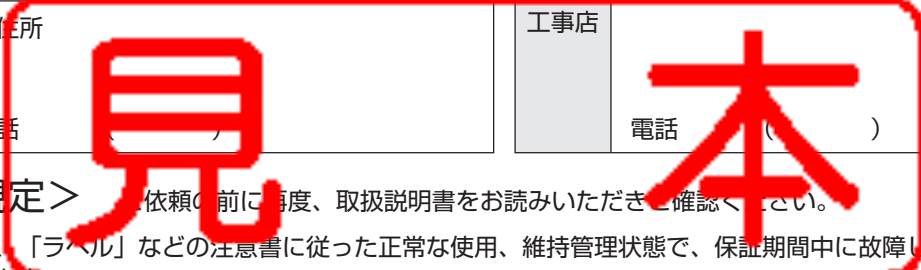 住所
工事店
話 ( )
電話 ( )
見本
定＞ 依頼の前に再度、取扱説明書をお読みいただきご確認ください。
「ラベル」などの注意書に従った正常な使用、維持管理状態で、保証期間中に故障し